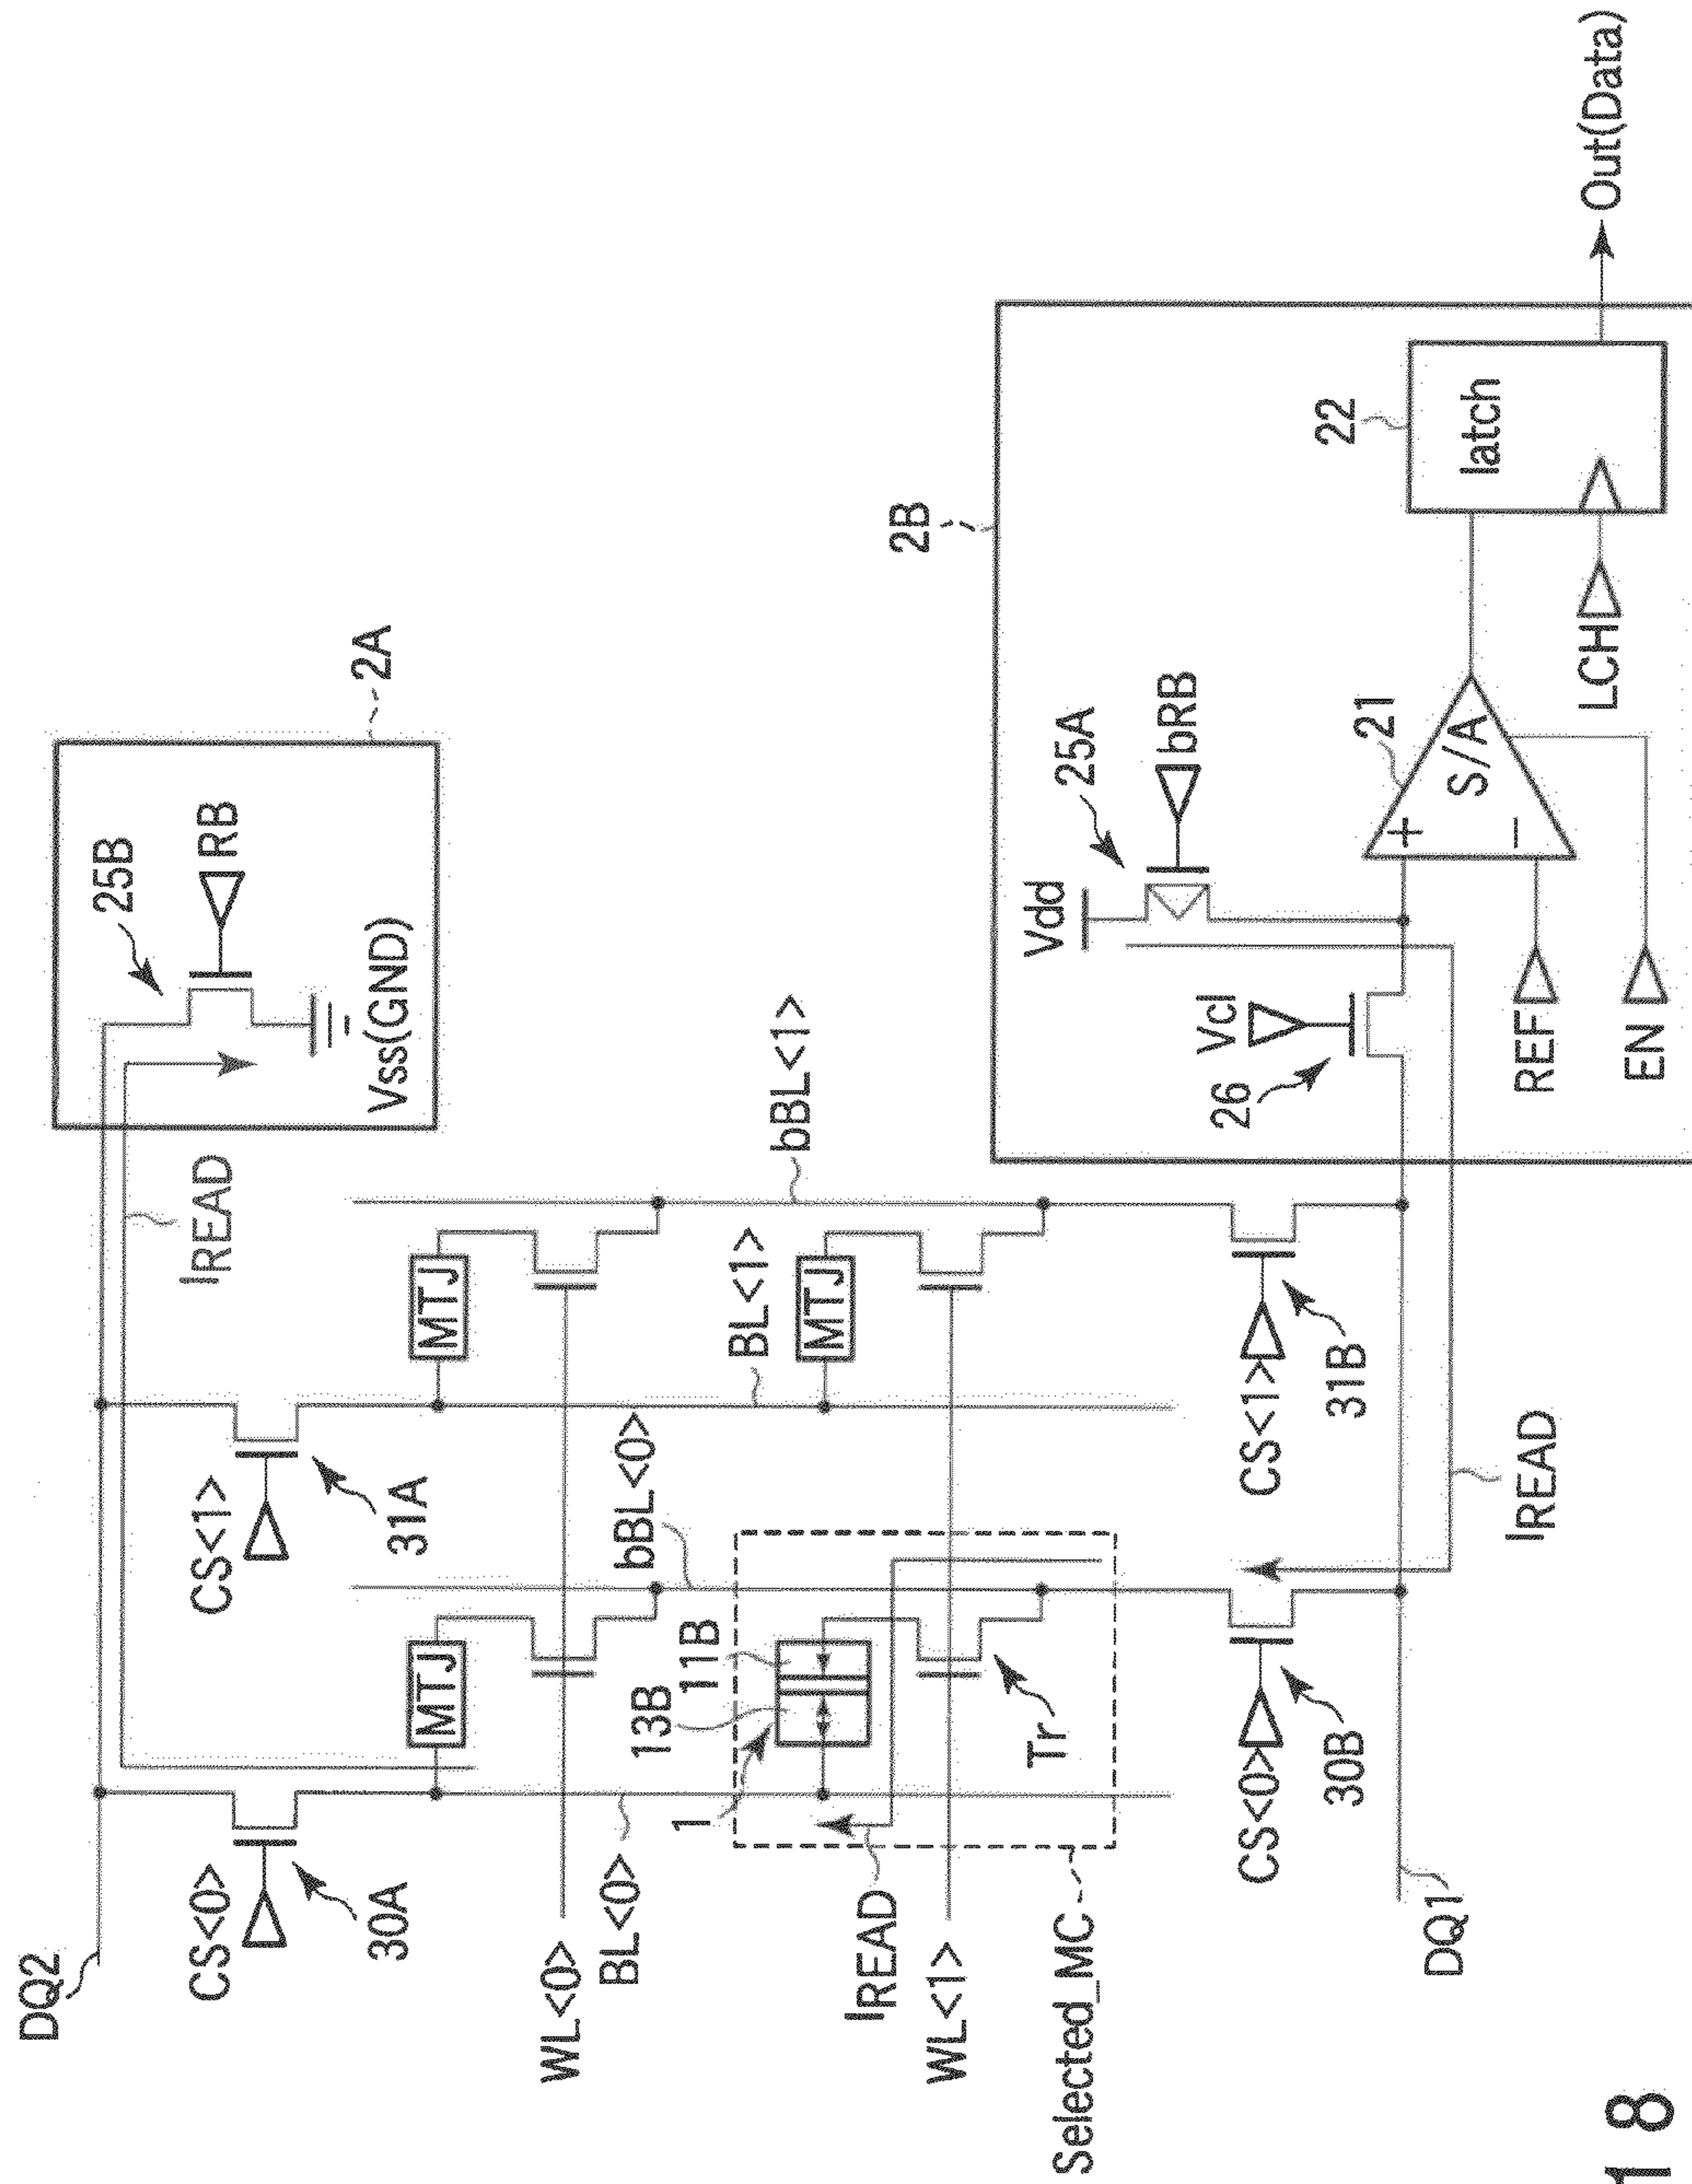 DQ2
CS<0>
30A
CS<1>
31A
IREAD
25B
RB
Vss(GND)
2A
WL<0>
BL<0>
MTJ
bBL<0>
MTJ
BL<1>
bBL<1>
IREAD
1
13B
11B
Tr
MTJ
WL<1>
Selected_MC
CS<0>
30B
CS<1>
31B
DQ1
IREAD
2B
Vdd
25A
bRB
Vcl
26
REF
EN
+
-
S/A
21
LCH
latch
22
Out(Data)
18